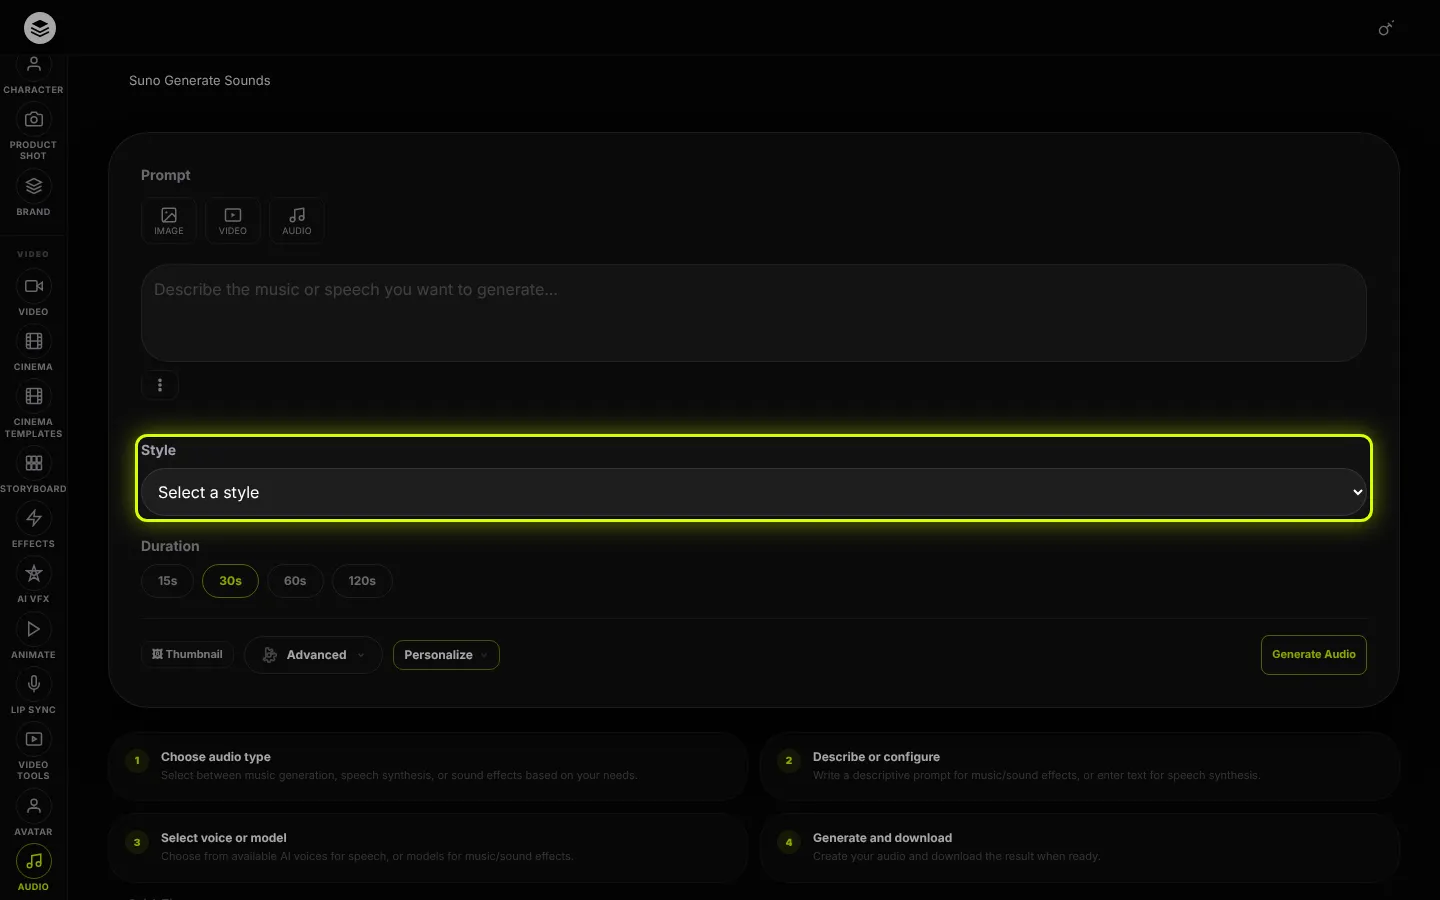 Suno Generate Sounds
CHARACTER
PRODUCT
SHOT
BRAND
VIDEO
VIDEO
CINEMA
CINEMA
TEMPLATES
STORYBOARD
EFFECTS
AI VFX
ANIMATE
LIP SYNC
VIDEO
TOOLS
AVATAR
AUDIO
Prompt
IMAGE
VIDEO
AUDIO
Describe the music or speech you want to generate...
Style
Select a style
Duration
15s
30s
60s
120s
Thumbnail
Advanced
Personalize
Generate Audio
1
Choose audio type
Select between music generation, speech synthesis, or sound effects based on your needs.
2
Describe or configure
Write a descriptive prompt for music/sound effects, or enter text for speech synthesis.
3
Select voice or model
Choose from available AI voices for speech, or models for music/sound effects.
4
Generate and download
Create your audio and download the result when ready.